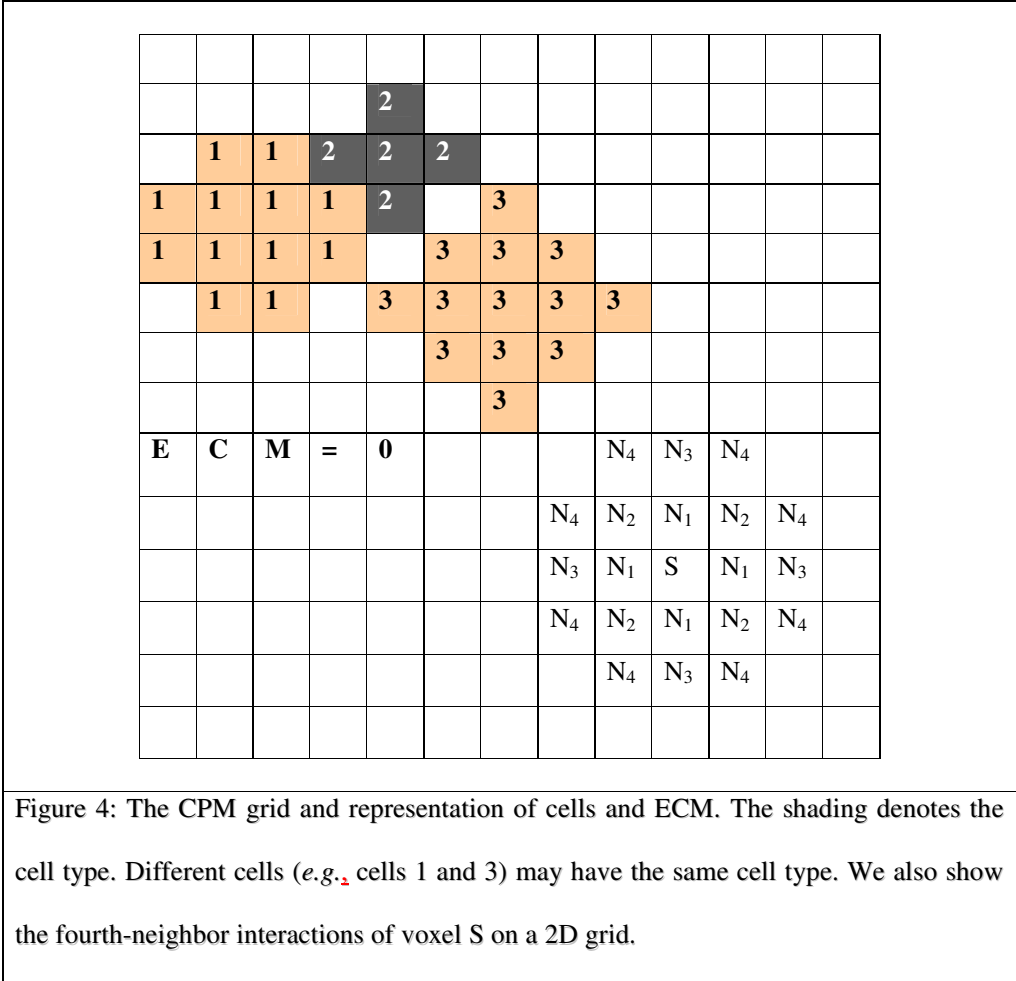 2
1 1 2 2 2
1 1 1 1 2 3
1 1 1 1 3 3 3
1 1 3 3 3 3 3
3 3 3
3
E C M = 0 N4 N3 N4
N4 N2 N1 N2 N4
N3 N1 S N1 N3
N4 N2 N1 N2 N4
N4 N3 N4
Figure 4: The CPM grid and representation of cells and ECM. The shading denotes the
cell type. Different cells (e.g., cells 1 and 3) may have the same cell type. We also show
the fourth-neighbor interactions of voxel S on a 2D grid.